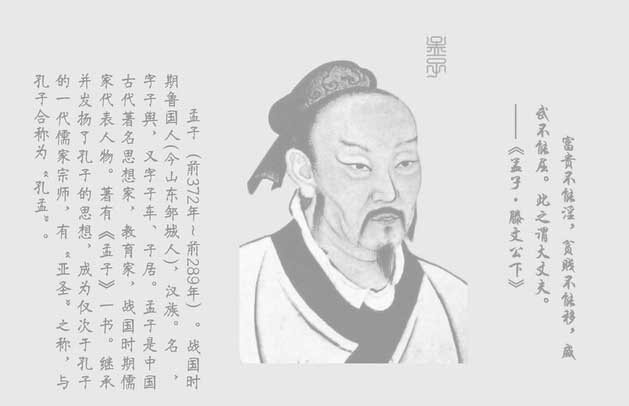 富贵不能淫，贫贱不能移，威
武不能屈。此之谓大丈夫。
——《孟子·滕文公下》
孟子
孟子 (前372年~前289年) 。战国时
期鲁国人(今山东邹城人)，汉族。名 ，
字子舆，又字子车、子居。孟子是中国
古代著名思想家，教育家，战国时期儒
家代表人物。著有《孟子》一书。继承
并发扬了孔子的思想，成为仅次于孔子
的一代儒家宗师，有“亚圣”之称，与
孔子合称为“孔孟”。